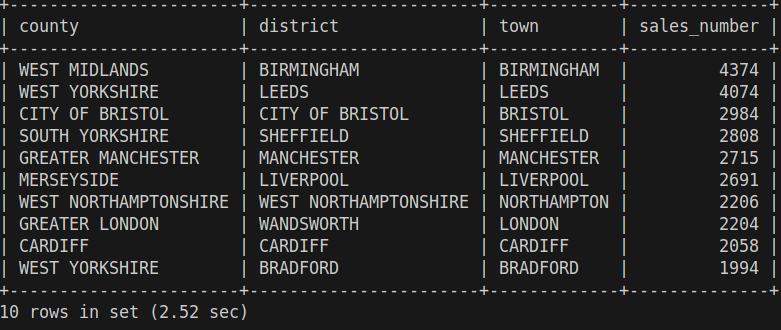 +-----------------------+-----------------------+-------------+--------------+
| county                | district              | town        | sales_number |
+-----------------------+-----------------------+-------------+--------------+
| WEST MIDLANDS         | BIRMINGHAM            | BIRMINGHAM  |         4374 |
| WEST YORKSHIRE        | LEEDS                 | LEEDS       |         4074 |
| CITY OF BRISTOL       | CITY OF BRISTOL       | BRISTOL     |         2984 |
| SOUTH YORKSHIRE       | SHEFFIELD             | SHEFFIELD   |         2808 |
| GREATER MANCHESTER    | MANCHESTER            | MANCHESTER  |         2715 |
| MERSEYSIDE            | LIVERPOOL             | LIVERPOOL   |         2691 |
| WEST NORTHAMPTONSHIRE | WEST NORTHAMPTONSHIRE | NORTHAMPTON |         2206 |
| GREATER LONDON        | WANDSWORTH            | LONDON      |         2204 |
| CARDIFF               | CARDIFF               | CARDIFF     |         2058 |
| WEST YORKSHIRE        | BRADFORD              | BRADFORD    |         1994 |
+-----------------------+-----------------------+-------------+--------------+
10 rows in set (2.52 sec)